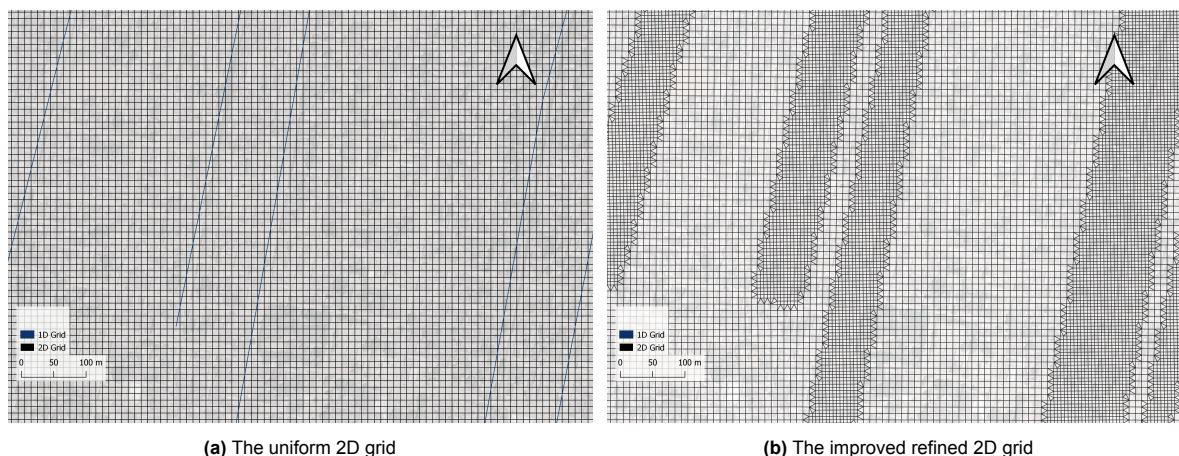 1D Grid
2D Grid
0 50 100 m
1D Grid
2D Grid
0 50 100 m
(a) The uniform 2D grid
(b) The improved refined 2D grid